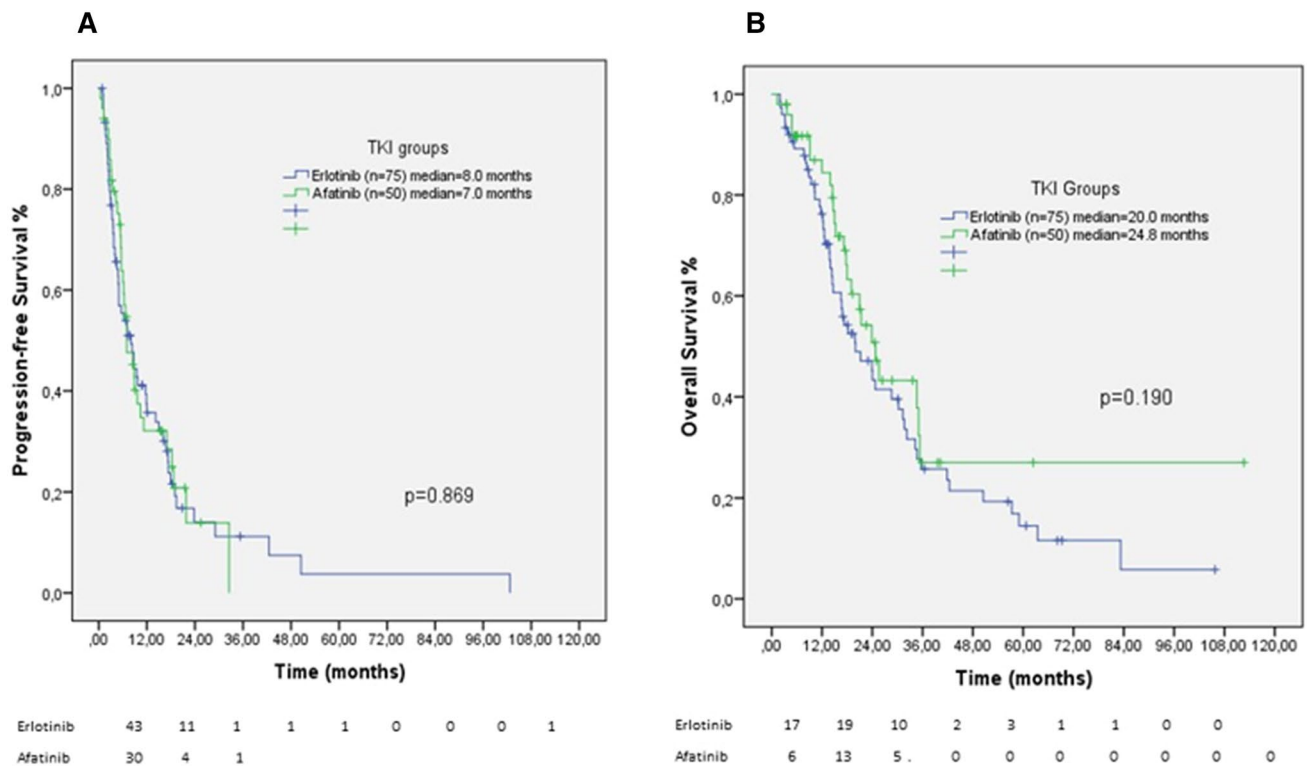 A
Progression-free Survival %
1,0
0,8
0,6
0,4
0,2
0,0
TKI groups
Erlotinib (n=75) median=8.0 months
Afatinib (n=50) median=7.0 months
p=0.869
,00 12,00 24,00 36,00 48,00 60,00 72,00 84,00 96,00 108,00 120,00
Time (months)
Erlotinib 43 11 1 1 1 0 0 0 1
Afatinib 30 4 1
B
Overall Survival %
1,0
0,8
0,6
0,4
0,2
0,0
TKI Groups
Erlotinib (n=75) median=20.0 months
Afatinib (n=50) median=24.8 months
p=0.190
,00 12,00 24,00 36,00 48,00 60,00 72,00 84,00 96,00 108,00 120,00
Time (months)
Erlotinib 17 19 10 2 3 1 1 0 0
Afatinib 6 13 5 . 0 0 0 0 0 0 0